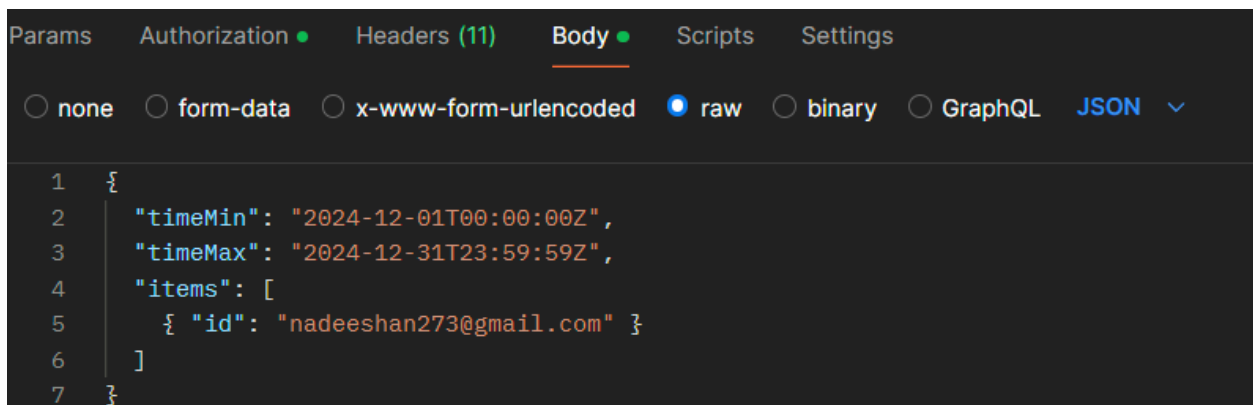 Params Authorization Headers (11) Body Scripts Settings
none form-data x-www-form-urlencoded raw binary GraphQL JSON
1 {
2 "timeMin": "2024-12-01T00:00:00Z",
3 "timeMax": "2024-12-31T23:59:59Z",
4 "items": [
5 { "id": "nadeeshan273@gmail.com" }
6 ]
7 }